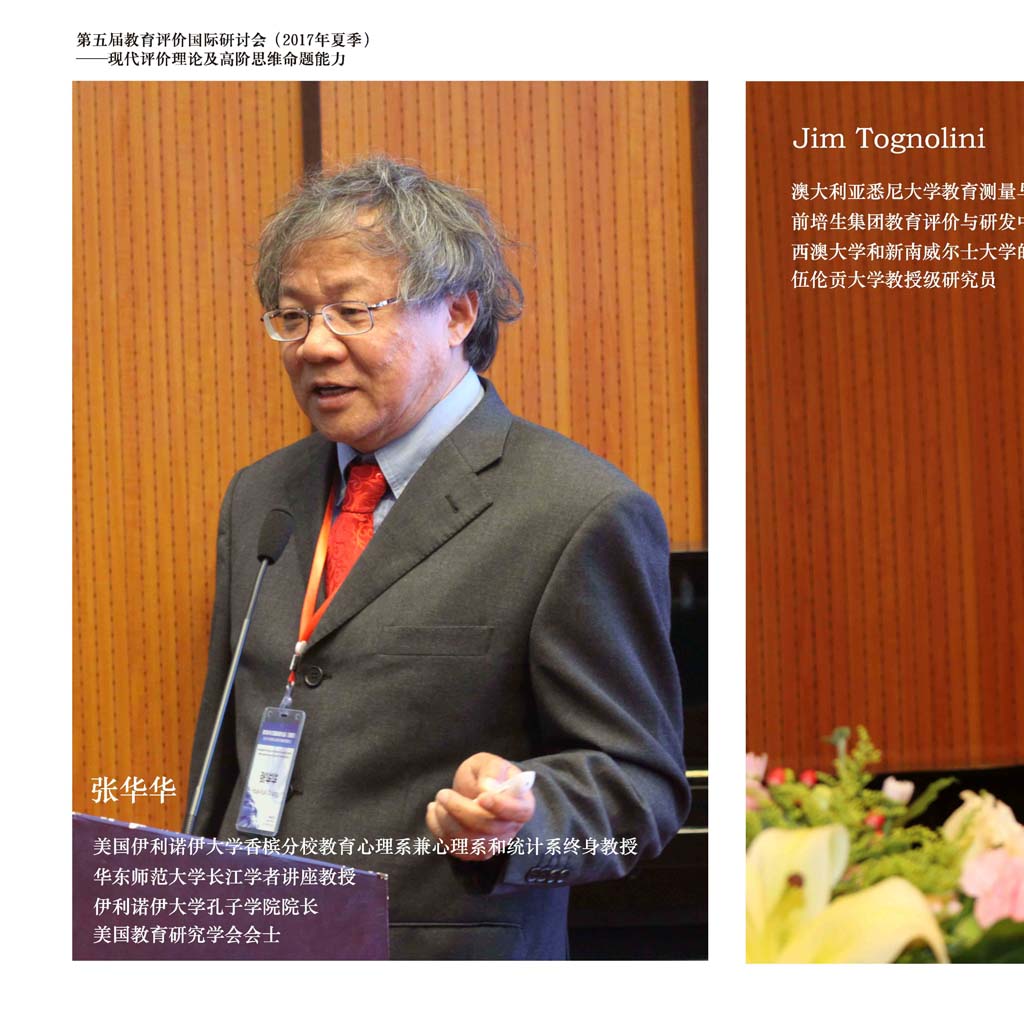 第五届教育评价国际研讨会（2017年夏季）
——现代评价理论及高阶思维命题能力
张华华
美国伊利诺伊大学香槟分校教育心理系兼心理系和统计系终身教授
华东师范大学长江学者讲座教授
伊利诺伊大学孔子学院院长
美国教育研究学会会士
Jim Tognolini
澳大利亚悉尼大学教育测量
前培生集团教育评价与研发
西澳大学和新南威尔士大学
伍伦贡大学教授级研究员